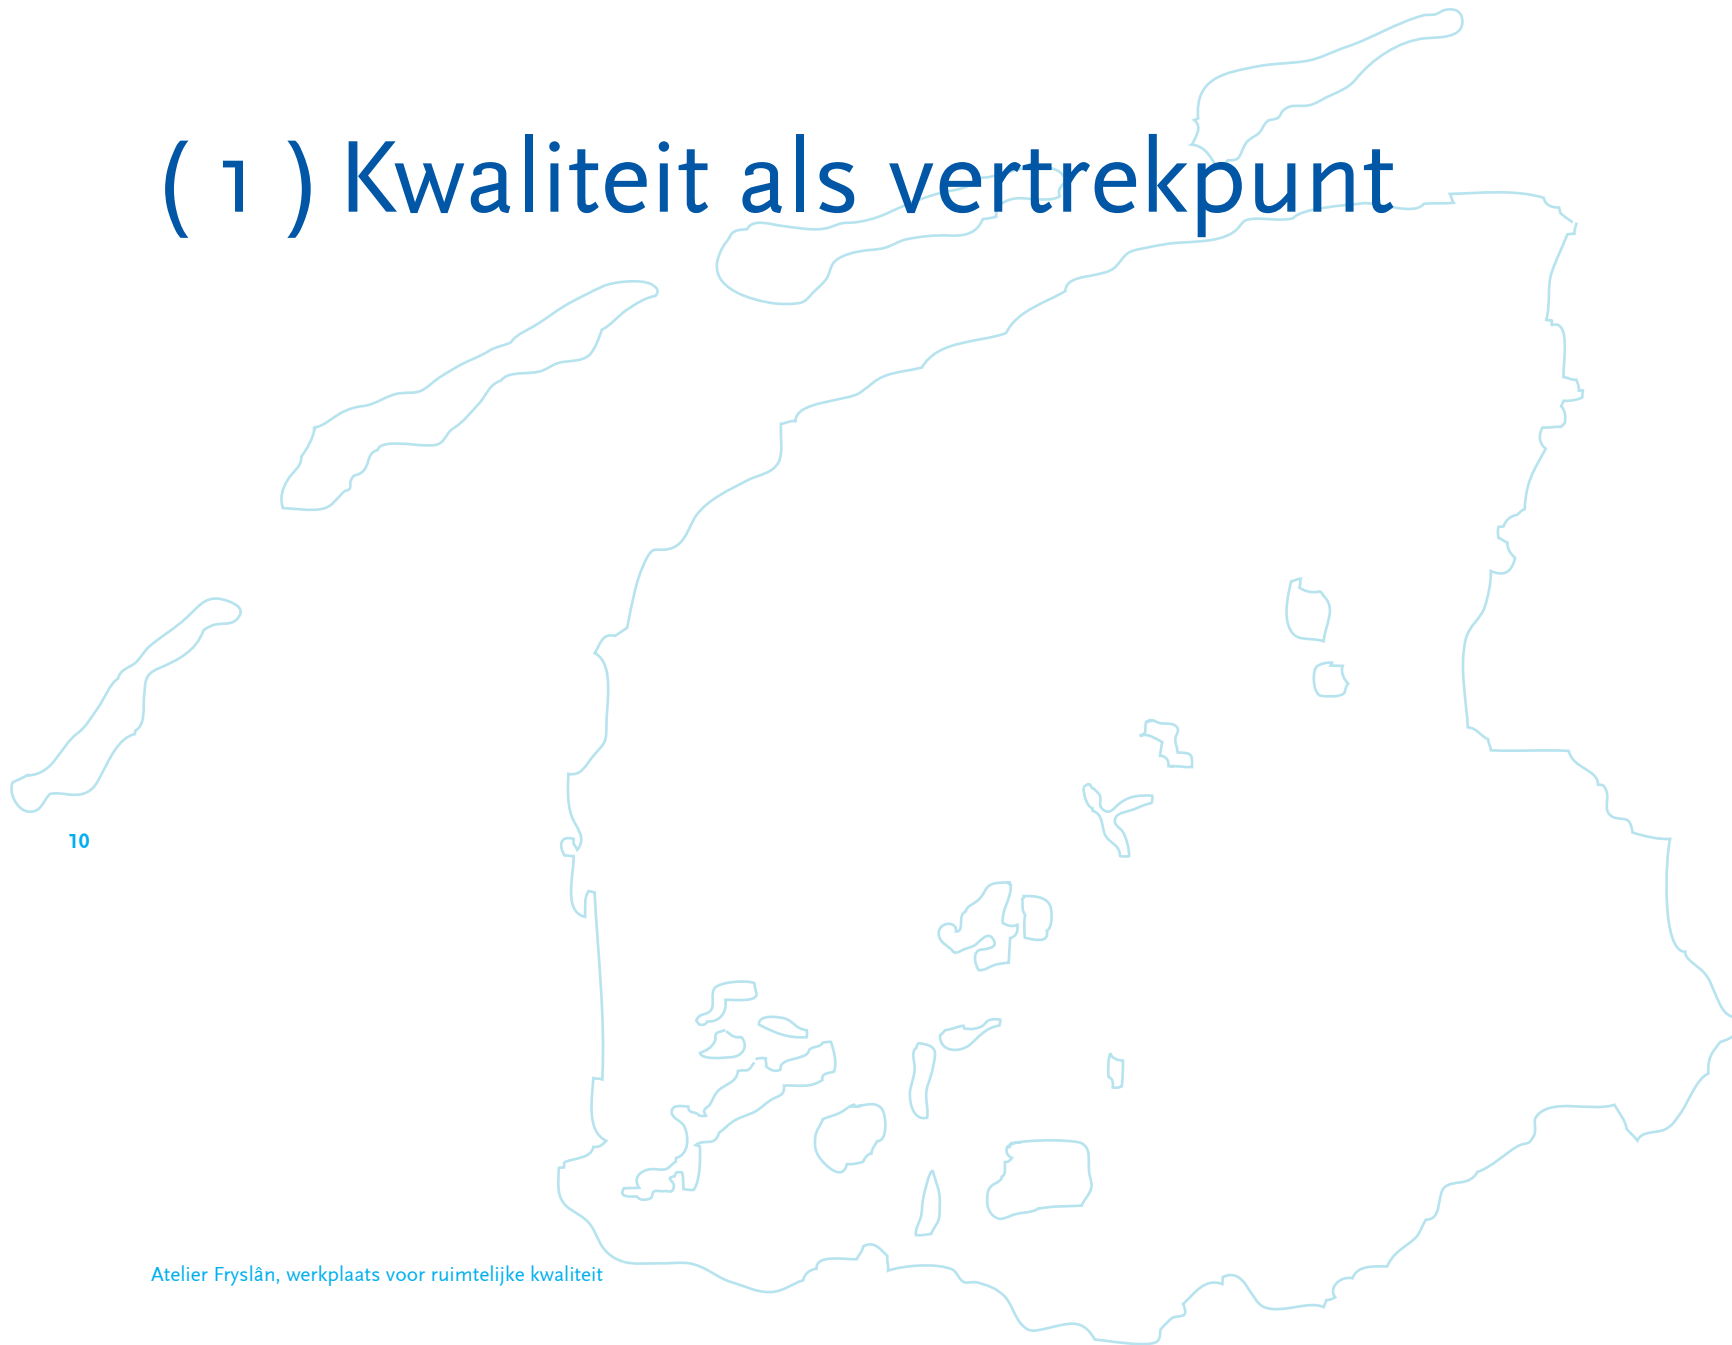 ( 1 ) Kwaliteit als vertrekpunt
10
Atelier Fryslân, werkplaats voor ruimtelijke kwaliteit